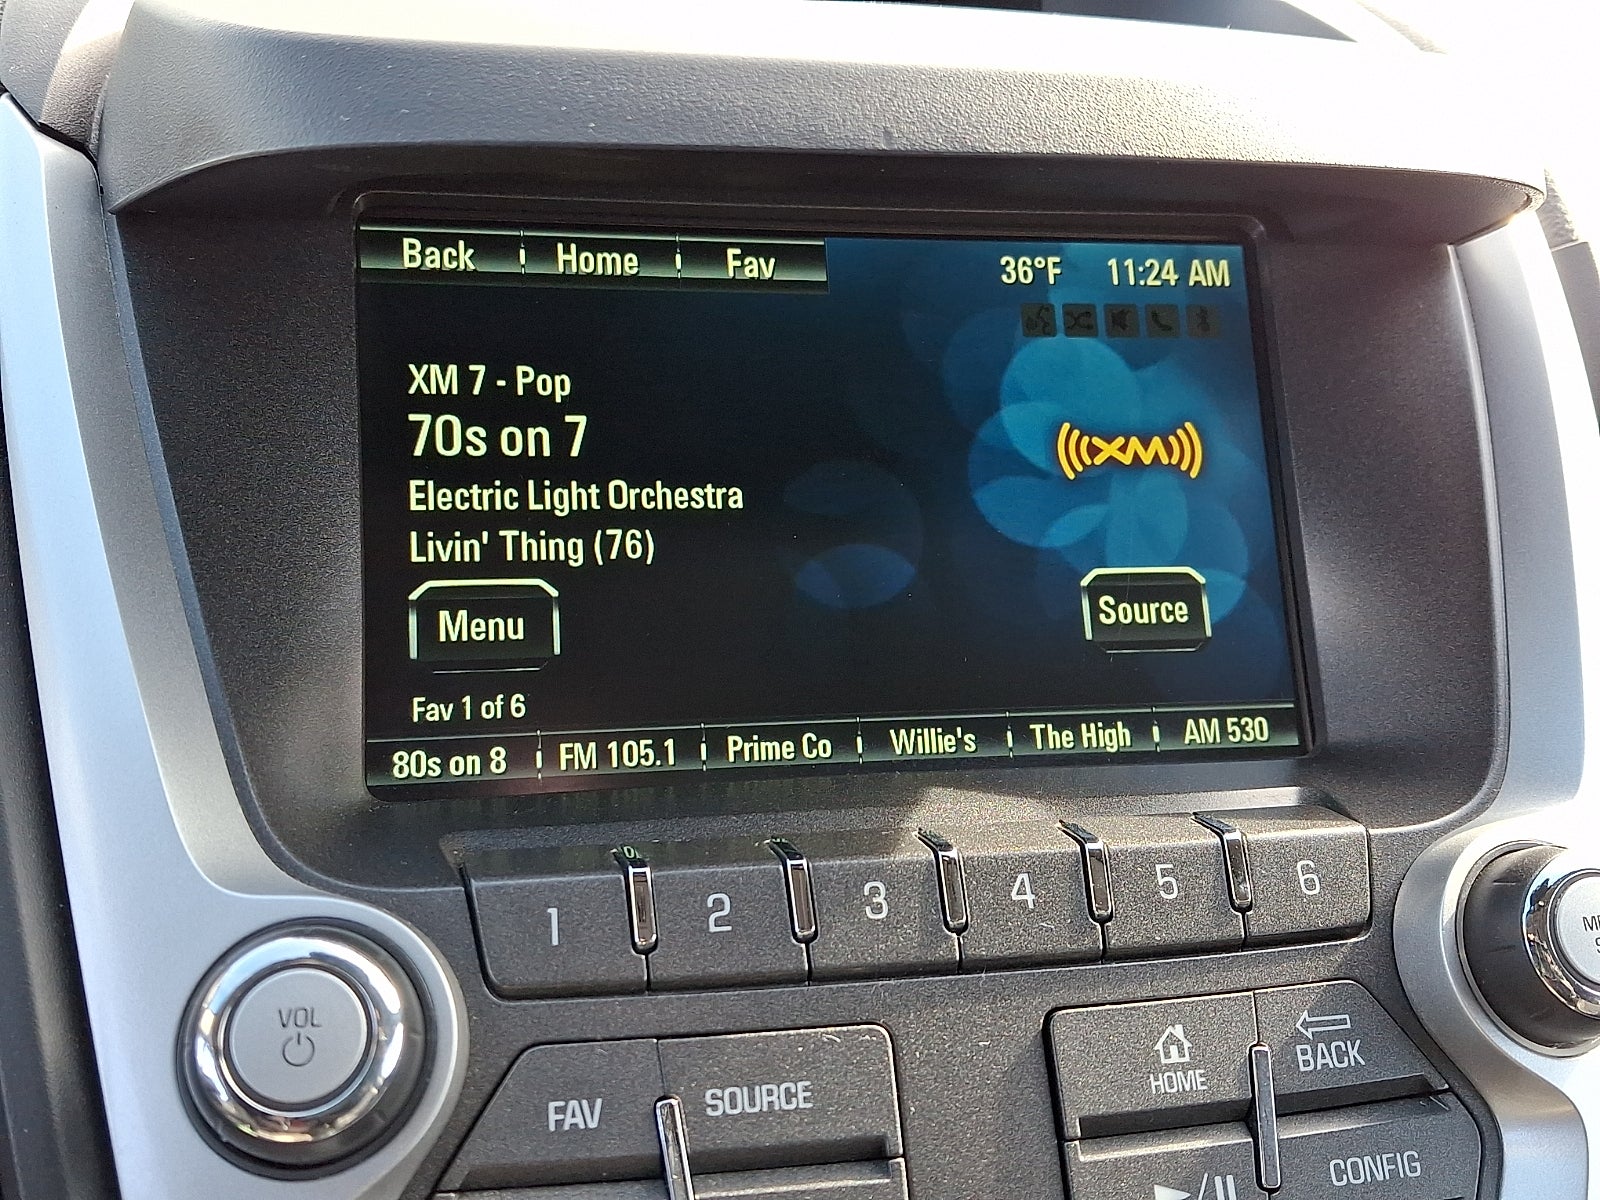 Back Home Fav 36°F 11:24 AM
XM 7 - Pop
70s on 7
XM
Electric Light Orchestra
Livin' Thing (76)
Menu Source
Fav 1 of 6
80s on 8 FM 105.1 Prime Co Willie's The High AM 530
1 2 3 4 5 6
VOL
HOME BACK
FAV SOURCE
CONFIG